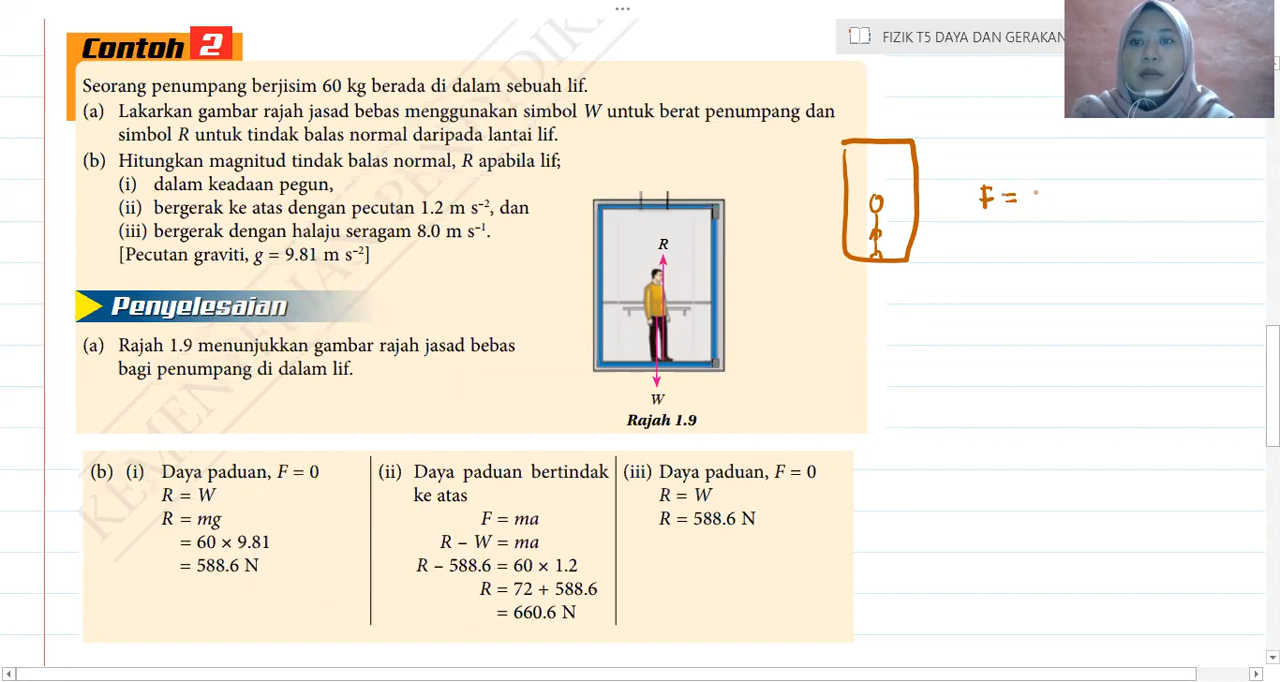 Contoh 2
FIZIK T5 DAYA DAN GERAKAN
Seorang penumpang berjisim 60 kg berada di dalam sebuah lif.
(a) Lakarkan gambar rajah jasad bebas menggunakan simbol W untuk berat penumpang dan
simbol R untuk tindak balas normal daripada lantai lif.
(b) Hitungkan magnitud tindak balas normal, R apabila lif;
(i) dalam keadaan pegun,
(ii) bergerak ke atas dengan pecutan 1.2 m s⁻², dan
(iii) bergerak dengan halaju seragam 8.0 m s⁻¹.
[Pecutan graviti, g = 9.81 m s⁻²]
F =
R
Penyelesaian
(a) Rajah 1.9 menunjukkan gambar rajah jasad bebas
bagi penumpang di dalam lif.
W
Rajah 1.9
(b) (i) Daya paduan, F = 0
R = W
R = mg
= 60 × 9.81
= 588.6 N
(ii) Daya paduan bertindak
ke atas
F = ma
R – W = ma
R – 588.6 = 60 × 1.2
R = 72 + 588.6
= 660.6 N
(iii) Daya paduan, F = 0
R = W
R = 588.6 N